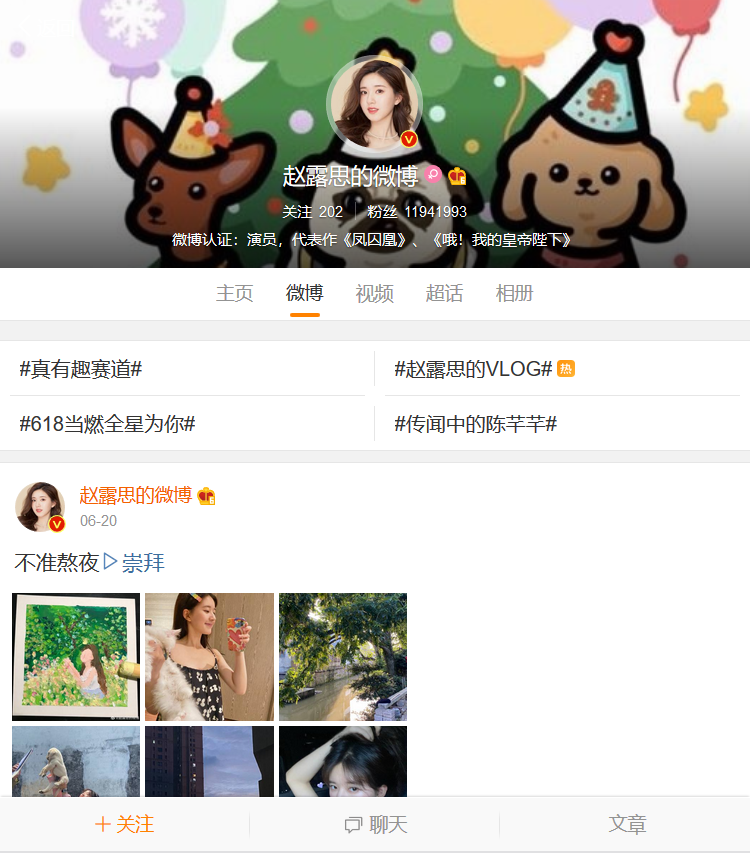 赵露思的微博
关注 202 粉丝 11941993
微博认证：演员，代表作《凤囚凰》、《哦！我的皇帝陛下》
主页 微博 视频 超话 相册
#真有趣赛道# #赵露思的VLOG# 热
#618当燃全星为你# #传闻中的陈芊芊#
赵露思的微博
06-20
不准熬夜▷崇拜
+ 关注 聊天 文章